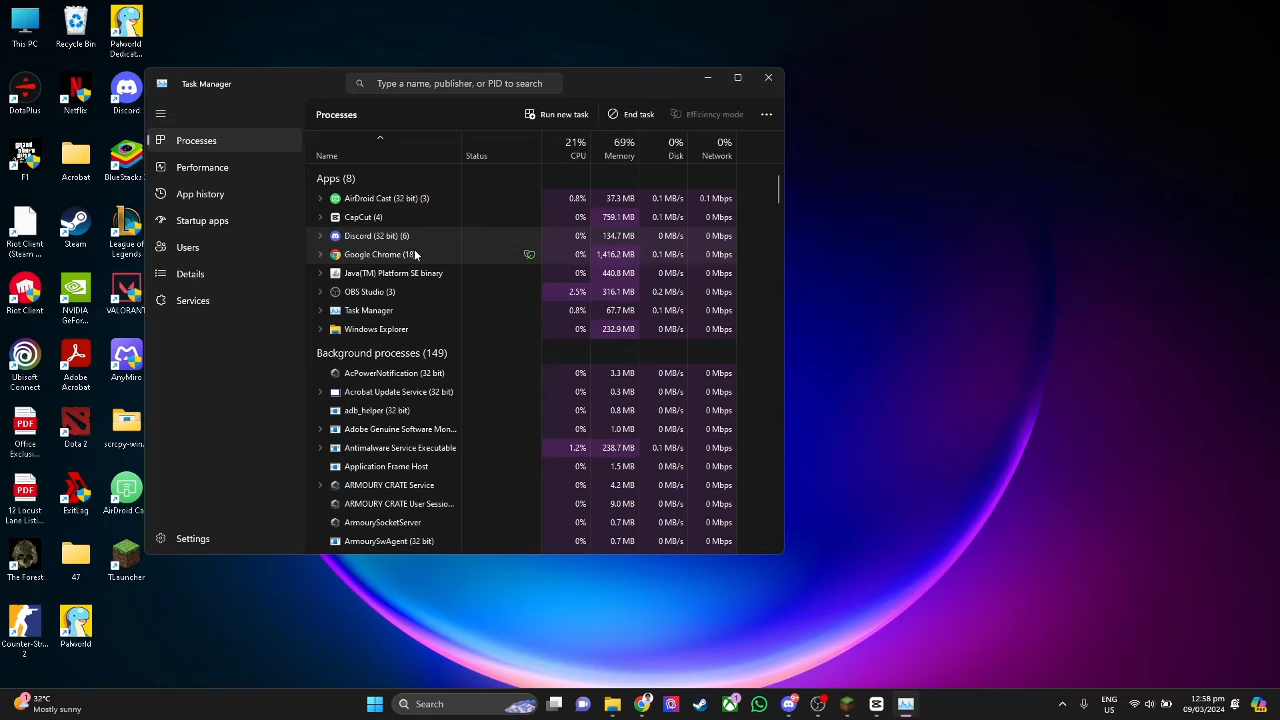 This PC
Recycle Bin
Palworld Dedicat...
DotaPlus
Netflix
Discord
F1
Acrobat
BlueStacks
Riot Client (Steam ...
Steam
League of Legends
Riot Client
NVIDIA GeFor...
VALORANT
Ubisoft Connect
Adobe Acrobat
AnyMiro
Office Exclusi...
Dota 2
scrcpy-win...
12 Locust Lane Listi...
ExitLag
AirDroid Ca...
The Forest
47
TLauncher
Counter-Str... 2
Palworld
Task Manager
Type a name, publisher, or PID to search
Processes
Performance
App history
Startup apps
Users
Details
Services
Settings
Processes
Run new task
End task
Efficiency mode
21% 69% 0% 0%
Name Status CPU Memory Disk Network
Apps (8)
AirDroid Cast (32 bit) (3) 0.8% 37.3 MB 0.1 MB/s 0.1 Mbps
CapCut (4) 0% 759.1 MB 0.1 MB/s 0 Mbps
Discord (32 bit) (6) 0% 134.7 MB 0.1 MB/s 0 Mbps
Google Chrome (18) 0% 1,416.2 MB 0.1 MB/s 0 Mbps
Java(TM) Platform SE binary 0% 440.8 MB 0.1 MB/s 0 Mbps
OBS Studio (3) 2.5% 316.1 MB 0.2 MB/s 0 Mbps
Task Manager 0.8% 67.7 MB 0.1 MB/s 0 Mbps
Windows Explorer 0% 232.9 MB 0.1 MB/s 0 Mbps
Background processes (149)
AcPowerNotification (32 bit) 0% 3.3 MB 0 MB/s 0 Mbps
Acrobat Update Service (32 bit) 0% 0.3 MB 0 MB/s 0 Mbps
adb_helper (32 bit) 0% 0.8 MB 0 MB/s 0 Mbps
Adobe Genuine Software Mon... 0% 1.0 MB 0 MB/s 0 Mbps
Antimalware Service Executable 1.2% 238.7 MB 0.1 MB/s 0 Mbps
Application Frame Host 0% 1.5 MB 0 MB/s 0 Mbps
ARMOURY CRATE Service 0% 4.2 MB 0 MB/s 0 Mbps
ARMOURY CRATE User Sessio... 0% 9.0 MB 0 MB/s 0 Mbps
ArmourySocketServer 0% 0.7 MB 0 MB/s 0 Mbps
ArmourySwAgent (32 bit) 0% 0.7 MB 0 MB/s 0 Mbps
32°C
Mostly sunny
Search
ENG
US
12:58 pm
09/03/2024